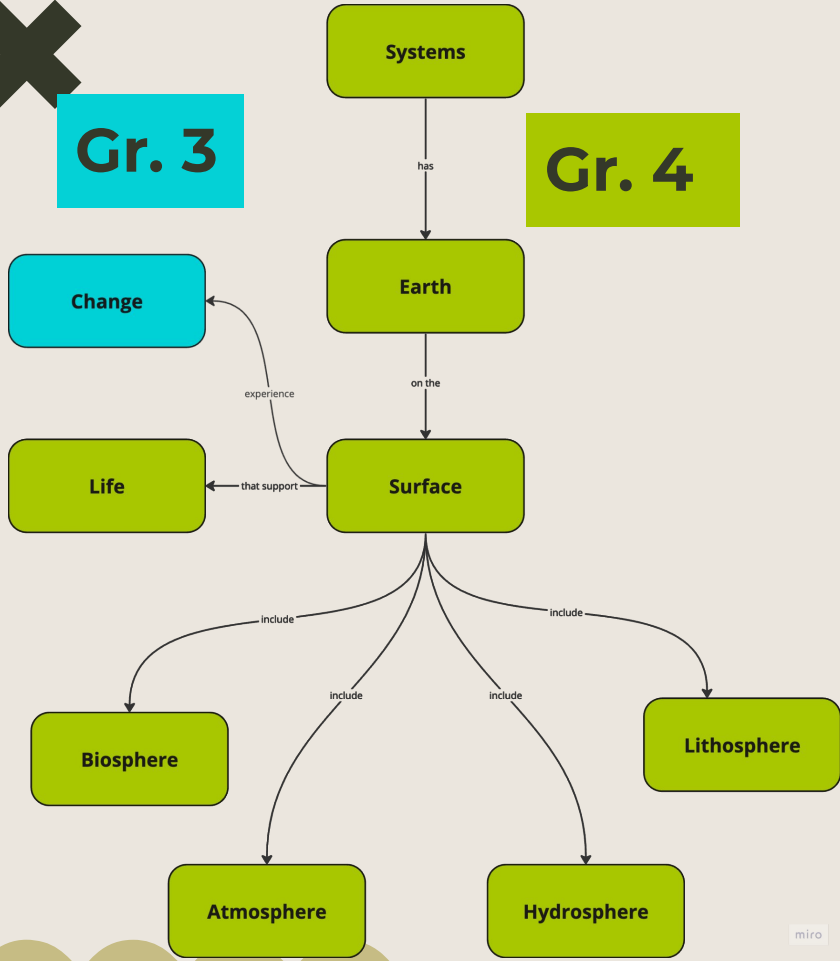 Systems
Gr. 3
Gr. 4
has
Earth
Change
on the
experience
Life
that support
Surface
include
include
include
include
Biosphere
Lithosphere
Atmosphere
Hydrosphere
miro